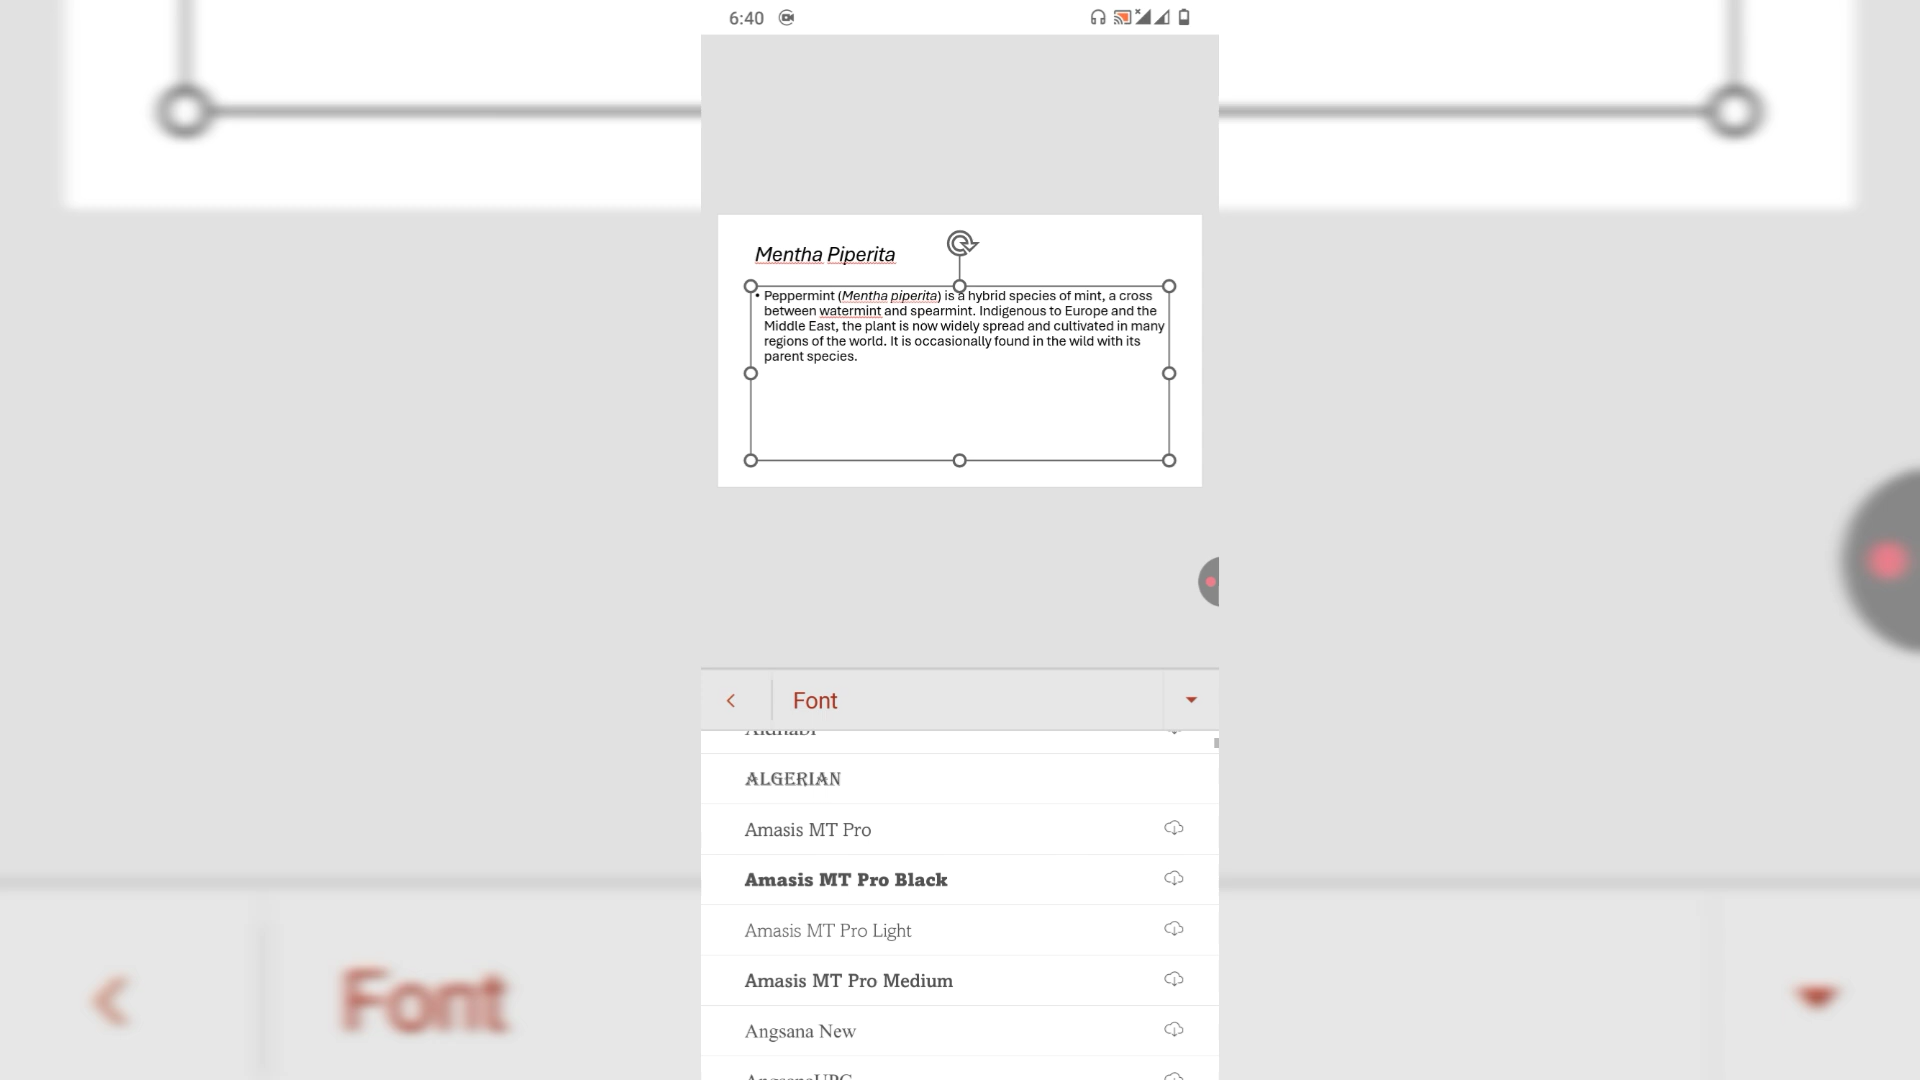 6:40
Mentha Piperita
• Peppermint (Mentha piperita) is a hybrid species of mint, a cross
between watermint and spearmint. Indigenous to Europe and the
Middle East, the plant is now widely spread and cultivated in many
regions of the world. It is occasionally found in the wild with its
parent species.
Font
Aldhabi
ALGERIAN
Amasis MT Pro
Amasis MT Pro Black
Amasis MT Pro Light
Amasis MT Pro Medium
Angsana New
AngsanaUPC
Font